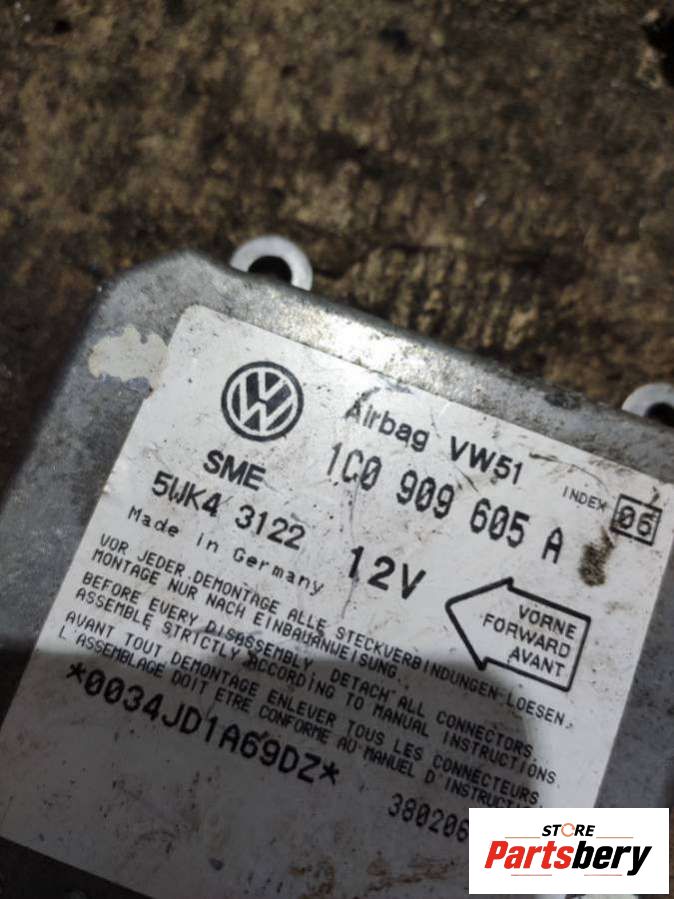 Airbag VW51
1C0 909 605 A
INDEX 06
SME
5WK4 3122
12V
Made in Germany
VORNE
FORWARD
AVANT
VOR JEDER DEMONTAGE ALLE STECKVERBINDUNGEN LOESEN.
MONTAGE NUR NACH EINBAUANWEISUNG.
BEFORE EVERY DISASSEMBLY DETACH ALL CONNECTORS.
ASSEMBLE STRICTLY ACCORDING TO MANUAL INSTRUCTIONS.
AVANT TOUT DEMONTAGE ENLEVER TOUS LES CONNECTEURS.
L'ASSEMBLAGE DOIT ETRE CONFORME AU MANUEL D'
*0034JD1A69DZ*
STORE
Partsbery